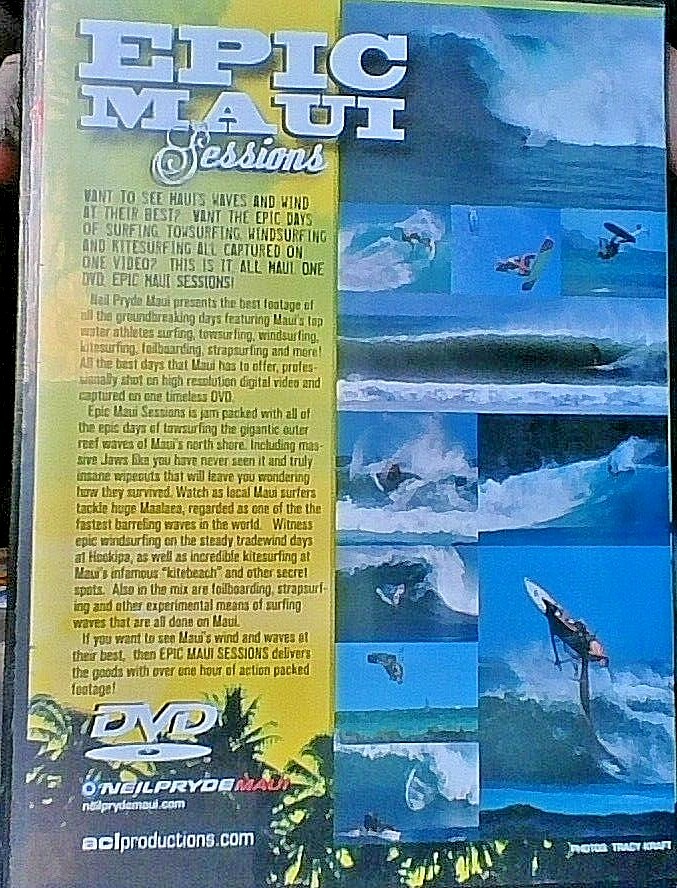 EPIC
MAUI
Sessions
WANT TO SEE MAUI'S WAVES AND WIND
AT THEIR BEST? WANT THE EPIC DAYS
OF SURFING, TOWSURFING, WINDSURFING
AND KITESURFING ALL CAPTURED ON
ONE VIDEO? THIS IS IT ALL MAUI, ONE
DVD, EPIC MAUI SESSIONS!
Neil Pryde Maui presents the best footage of
all the groundbreaking days featuring Maui's top
water athletes surfing, towsurfing, windsurfing,
kitesurfing, foilboarding, strapsurfing and more!
All the best days that Maui has to offer, profes-
sionally shot on high resolution digital video and
captured on one timeless DVD.
Epic Maui Sessions is jam packed with all of
the epic days of towsurfing the gigantic outer
reef waves of Maui's north shore. Including mas-
sive Jaws like you have never seen it and truly
insane wipeouts that will leave you wondering
how they survived. Watch as local Maui surfers
tackle huge Maalaea, regarded as one of the the
fastest barreling waves in the world. Witness
epic windsurfing on the steady tradewind days
at Hookipa, as well as incredible kitesurfing at
Maui's infamous "kitebeach" and other secret
spots. Also in the mix are foilboarding, strapsurf-
ing and other experimental means of surfing
waves that are all done on Maui.
If you want to see Maui's wind and waves at
their best, then EPIC MAUI SESSIONS delivers
the goods with over one hour of action packed
footage!
DVD
NEILPRYDEMAUI
neilprydemaui.com
aclproductions.com
PHOTOS: TRACY KRAFT